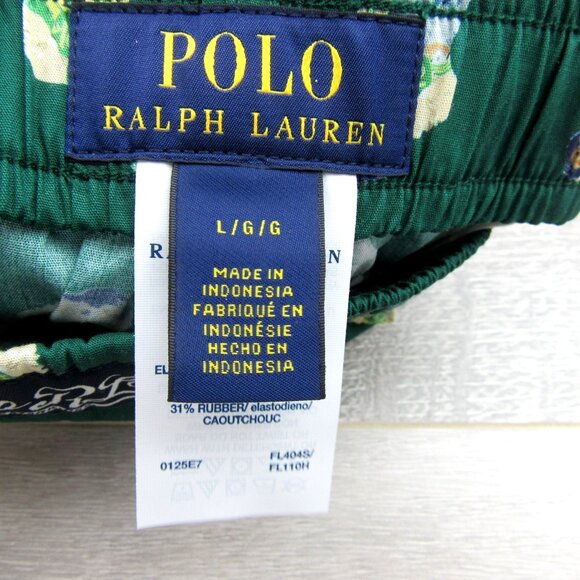 POLO
RALPH LAUREN
L/G/G
MADE IN
INDONESIA
FABRIQUÉ EN
INDONÉSIE
HECHO EN
INDONESIA
31% RUBBER/ elastodieno/
CAOUTCHOUC
0125E7
FL404S/
FL110H